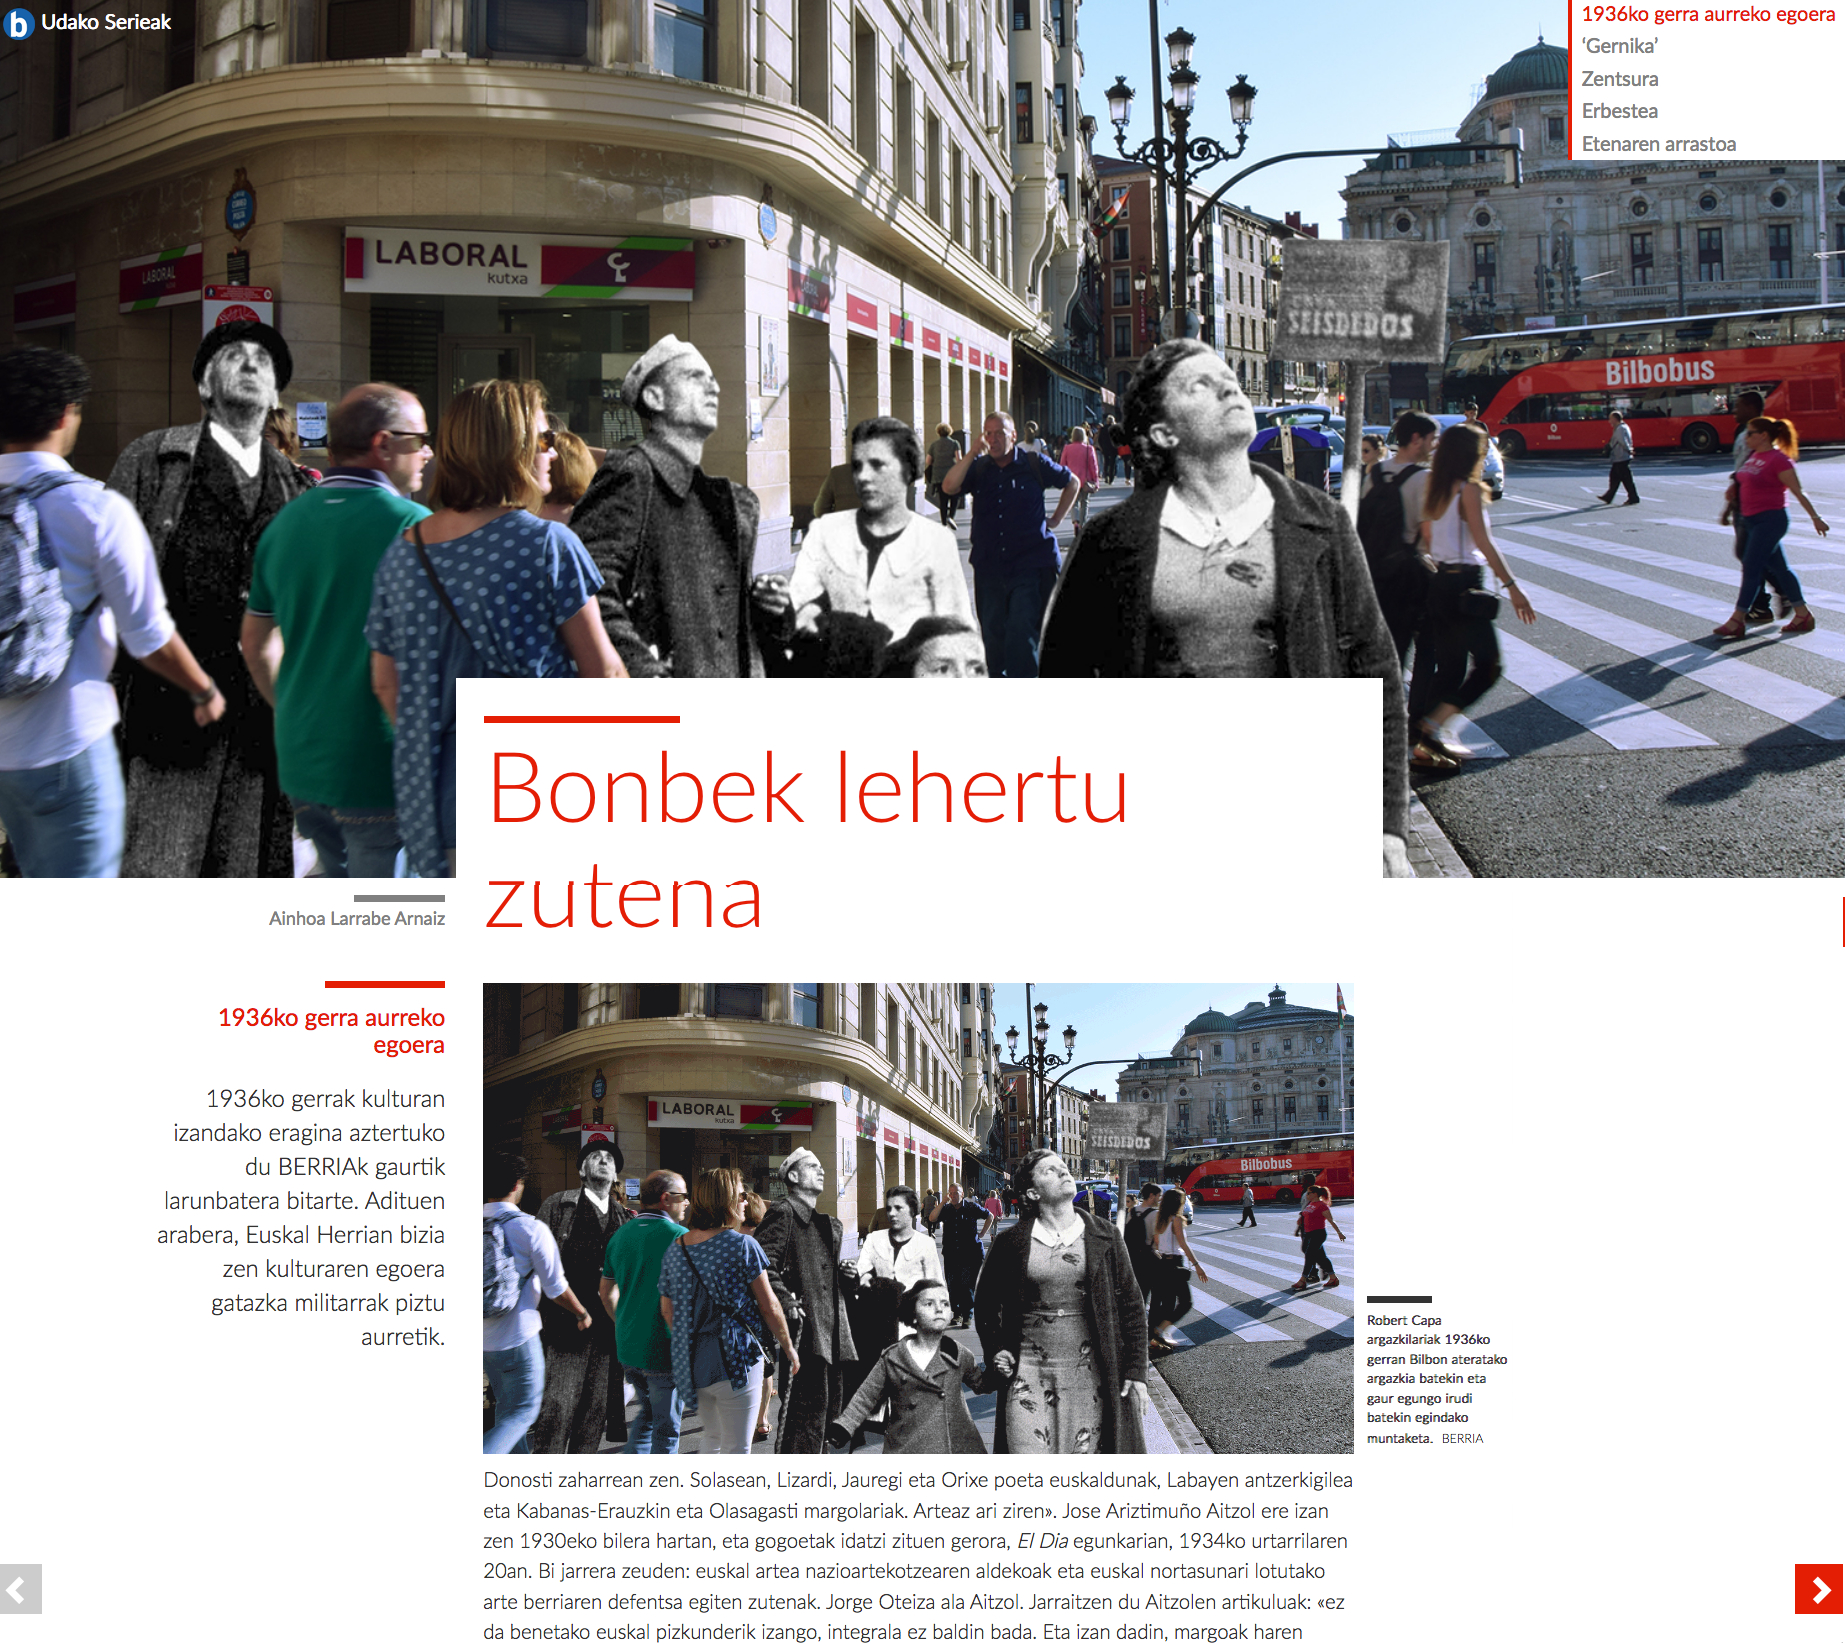 Udako Serieak
1936ko gerra aurreko egoera
‘Gernika’
Zentsura
Erbestea
Etenaren arrastoa
LABORAL
kutxa
LABORAL
SEISDEDOS
Bilbobus
Bonbek lehertu
zutena
Ainhoa Larrabe Arnaiz
1936ko gerra aurreko
egoera
1936ko gerrak kulturan
izandako eragina aztertuko
du BERRIAk gaurtik
larunbatera bitarte. Adituen
arabera, Euskal Herrian bizia
zen kulturaren egoera
gatazka militarrak piztu
aurretik.
LABORAL
kutxa
SEISDEDOS
Bilbobus
Robert Capa
argazkilariak 1936ko
gerran Bilbon ateratako
argazkia batekin eta
gaur egungo irudi
batekin egindako
muntaketa. BERRIA
Donosti zaharrean zen. Solasean, Lizardi, Jauregi eta Orixe poeta euskaldunak, Labayen antzerkigilea
eta Kabanas-Erauzkin eta Olasagasti margolariak. Arteaz ari ziren». Jose Ariztimuño Aitzol ere izan
zen 1930eko bilera hartan, eta gogoetak idatzi zituen gerora, El Dia egunkarian, 1934ko urtarrilaren
20an. Bi jarrera zeuden: euskal artea nazioartekotzearen aldekoak eta euskal nortasunari lotutako
arte berriaren defentsa egiten zutenak. Jorge Oteiza ala Aitzol. Jarraitzen du Aitzolen artikuluak: «ez
da benetako euskal pizkunderik izango, integrala ez baldin bada. Eta izan dadin, margoak haren